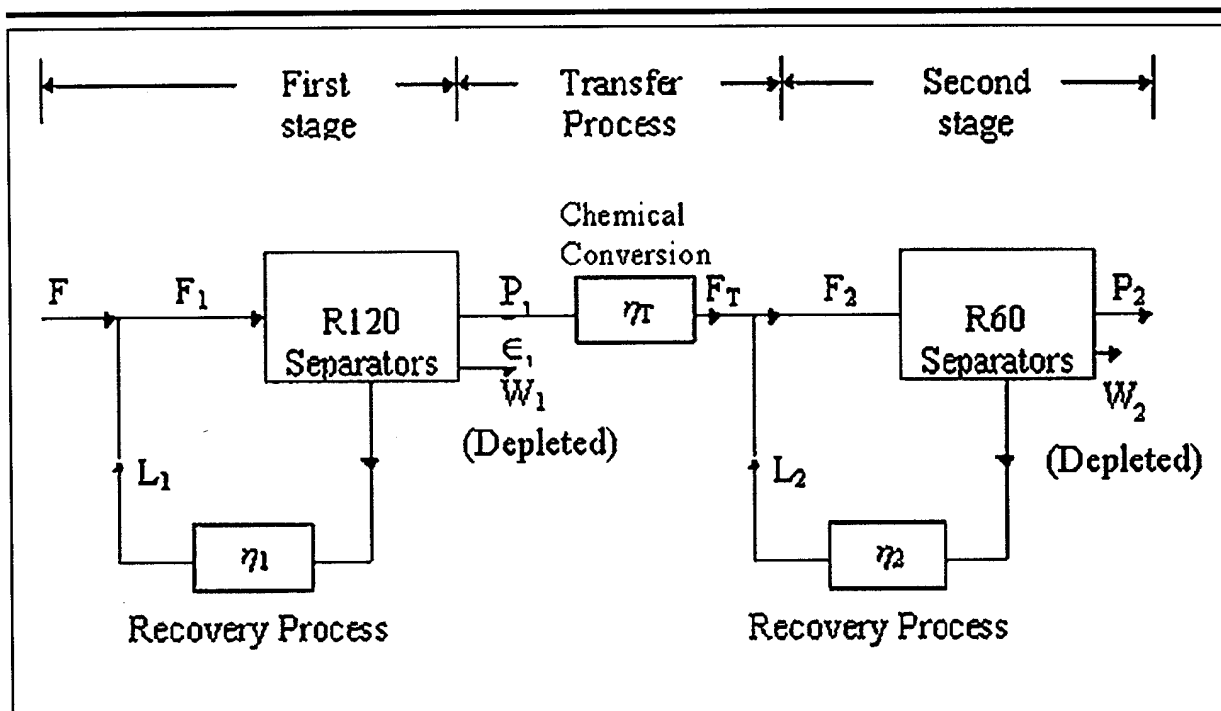 First stage
Transfer Process
Second stage
Chemical Conversion
F
F₁
R120 Separators
P₁
∈₁
W₁
(Depleted)
ηT
F_T
F₂
R60 Separators
P₂
W₂
(Depleted)
L₁
η₁
Recovery Process
L₂
η₂
Recovery Process